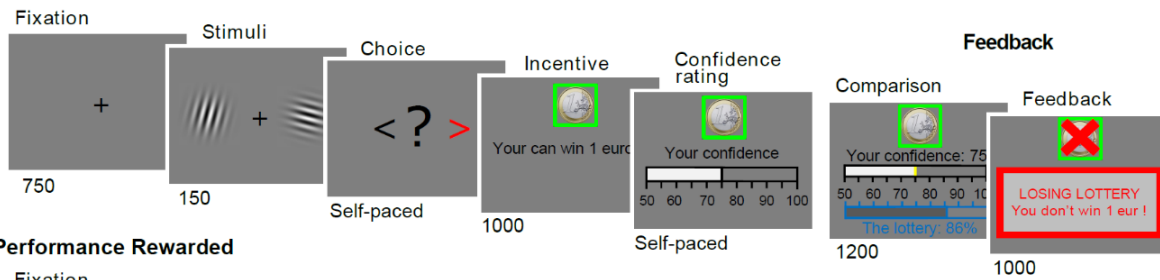 Fixation
Stimuli
Choice
Incentive
Confidence
rating
Feedback
Comparison
Feedback
+
+
< ? >
Your can win 1 euro
Your confidence
50 60 70 80 90 100
Your confidence: 75
50 60 70 80 90 10
The lottery: 86%
LOSING LOTTERY
You don't win 1 eur !
750
150
Self-paced
1000
Self-paced
1200
1000
Performance Rewarded
Fixation